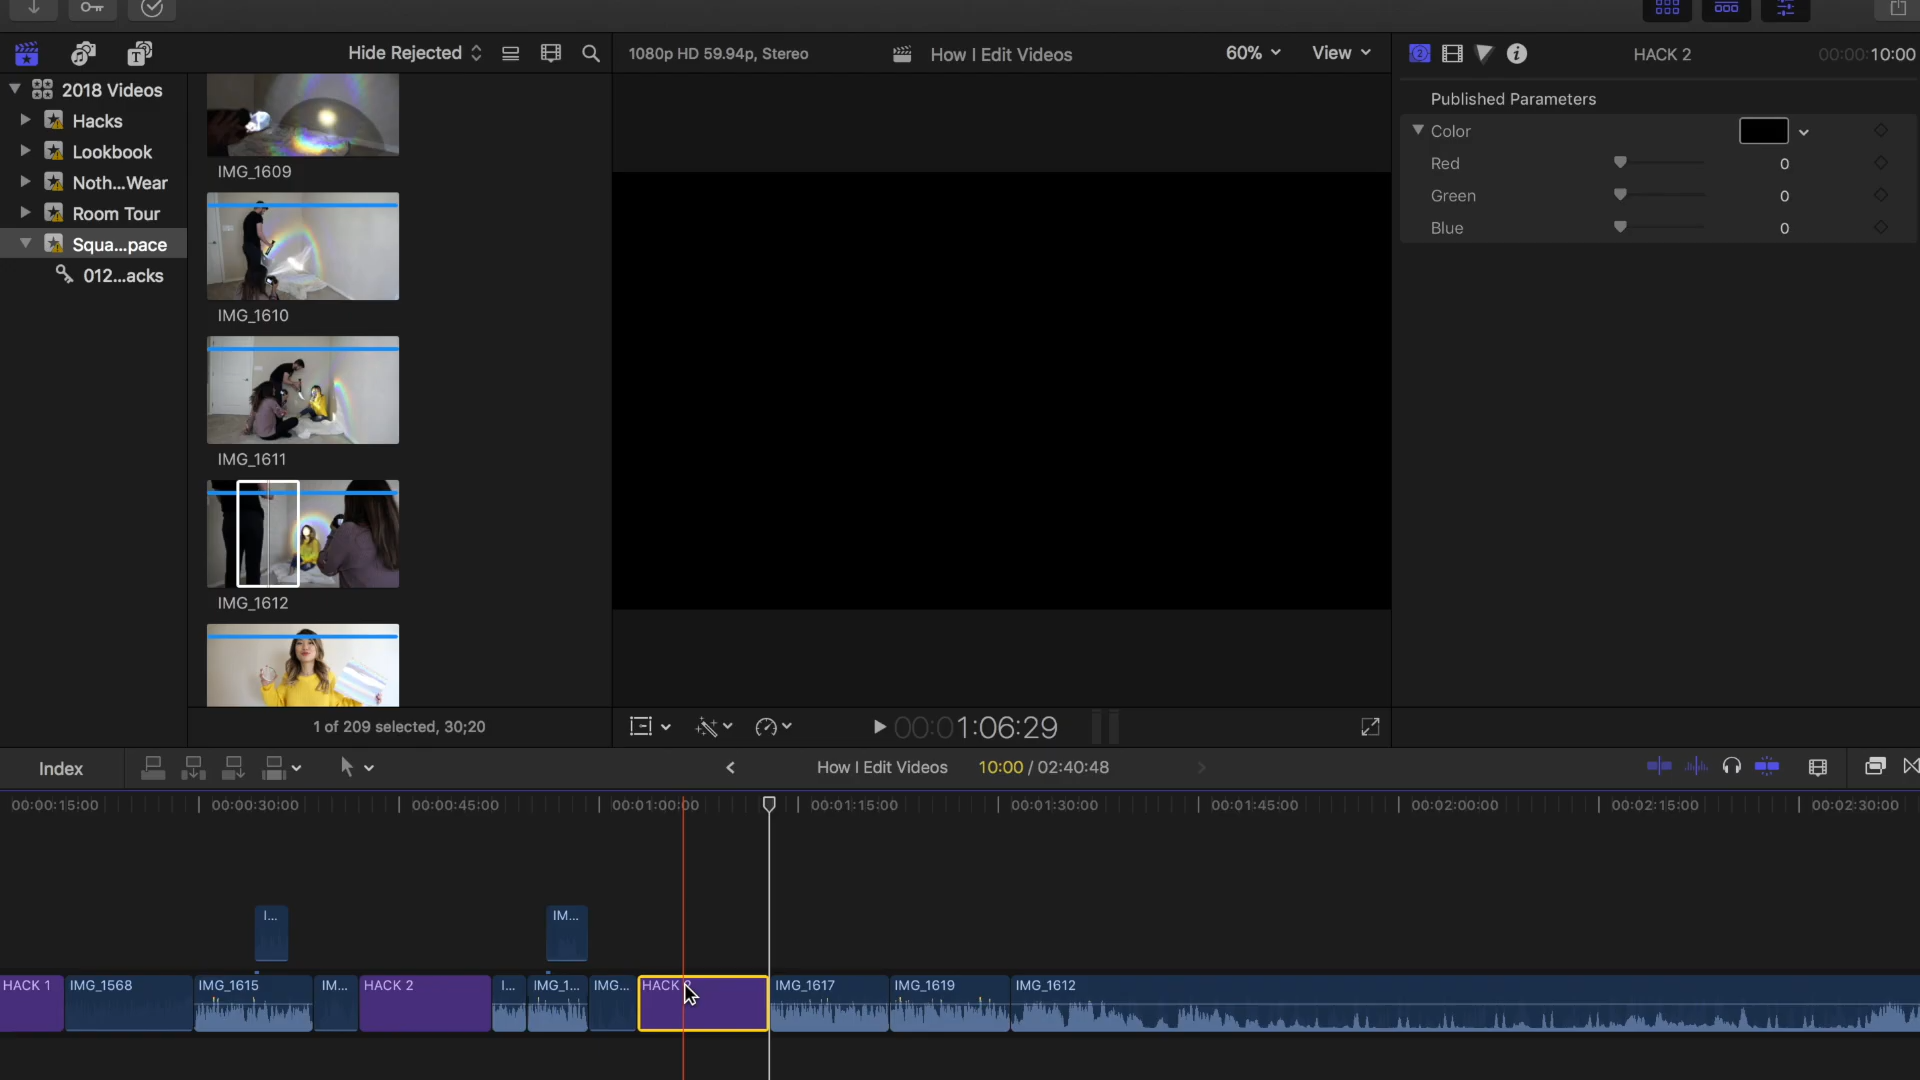 Hide Rejected
1080p HD 59.94p, Stereo
How I Edit Videos
60%
View
HACK 2
00:00:10:00
2018 Videos
Hacks
Lookbook
Noth...Wear
Room Tour
Squa...pace
012...acks
IMG_1609
IMG_1610
IMG_1611
IMG_1612
Published Parameters
Color
Red
0
Green
0
Blue
0
1 of 209 selected, 30;20
00:01:06:29
Index
How I Edit Videos
10:00 / 02:40:48
00:00:15:00
00:00:30:00
00:00:45:00
00:01:00:00
00:01:15:00
00:01:30:00
00:01:45:00
00:02:00:00
00:02:15:00
00:02:30:00
I...
IM...
HACK 1
IMG_1568
IMG_1615
IM...
HACK 2
I...
IMG_1...
IMG...
HACK
IMG_1617
IMG_1619
IMG_1612